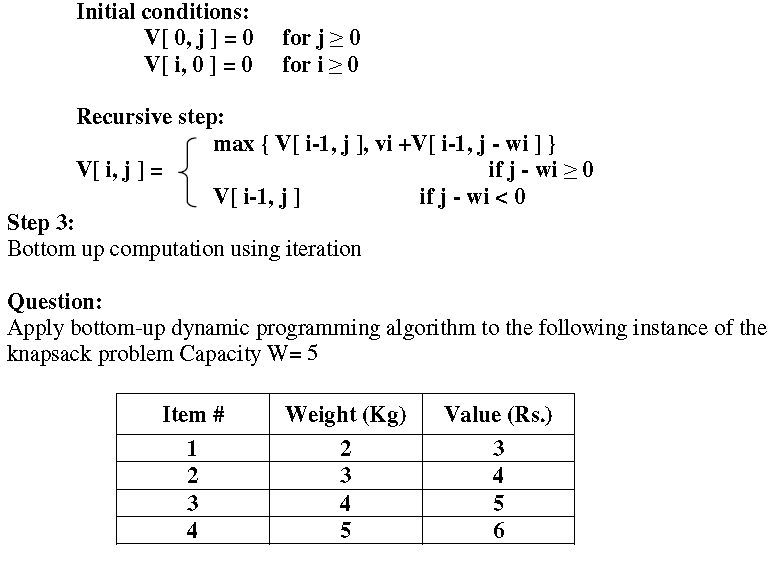 Initial conditions:
V[ 0, j ] = 0 for j ≥ 0
V[ i, 0 ] = 0 for i ≥ 0
Recursive step:
max { V[ i-1, j ], vi +V[ i-1, j - wi ] }
V[ i, j ] = if j - wi ≥ 0
V[ i-1, j ] if j - wi < 0
Step 3:
Bottom up computation using iteration
Question:
Apply bottom-up dynamic programming algorithm to the following instance of the
knapsack problem Capacity W= 5
Item # Weight (Kg) Value (Rs.)
1 2 3
2 3 4
3 4 5
4 5 6